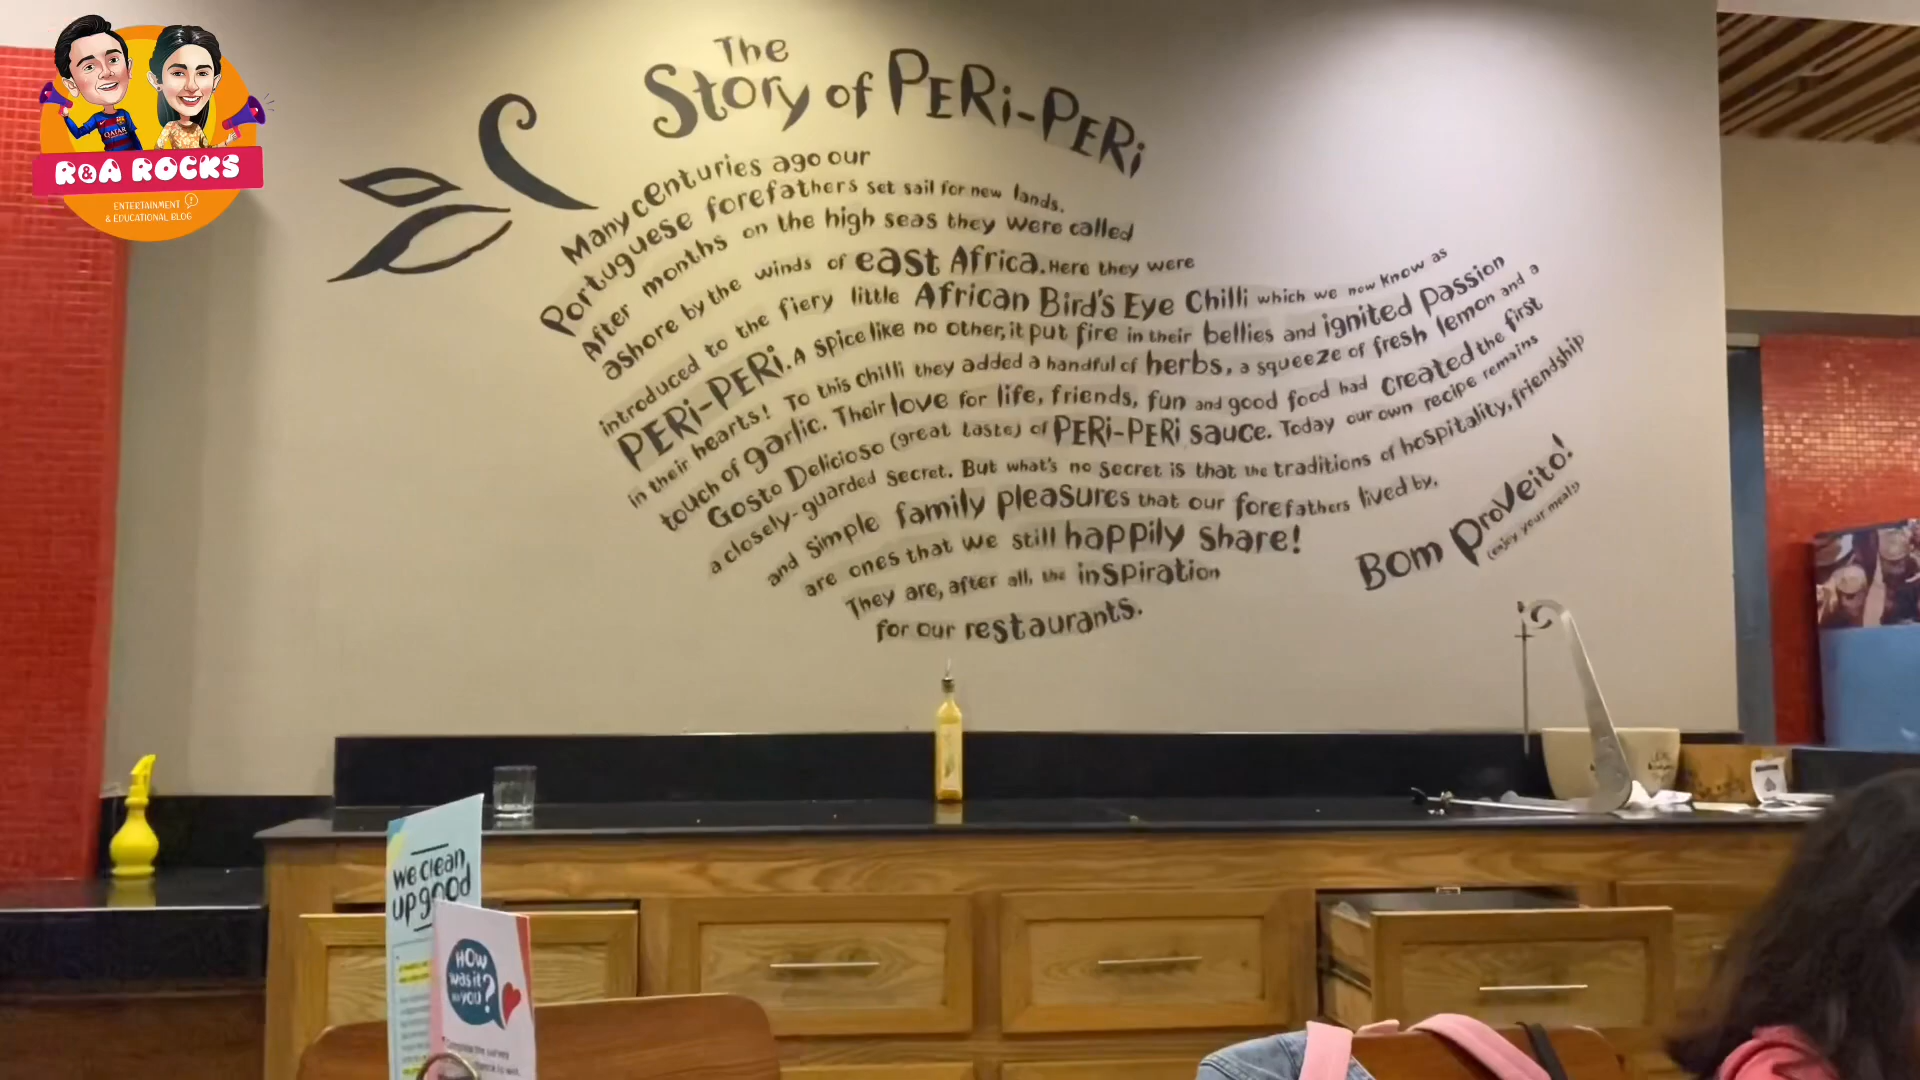 R&A ROCKS
ENTERTAINMENT
& EDUCATIONAL BLOG
QATAR
The
Story of PERi-PERi
Many centuries ago our
Portuguese forefathers set sail for new lands.
After months on the high seas they were called
ashore by the winds of east Africa. Here they were
introduced to the fiery little African Bird's Eye Chilli which we now know as
PERi-PERi. A spice like no other, it put fire in their bellies and ignited passion
in their hearts! To this chilli they added a handful of herbs, a squeeze of fresh lemon and a
touch of garlic. Their love for life, friends, fun and good food had created the first
Gosto Delicioso (great taste) of PERi-PERi sauce. Today our own recipe remains
a closely-guarded secret. But what's no secret is that the traditions of hospitality, friendship
and simple family pleasures that our forefathers lived by,
are ones that we still happily share!
They are, after all, the inspiration
for our restaurants.
Bom Proveito!
(enjoy your meal)
We clean
up good
HOW
was it
YOU?